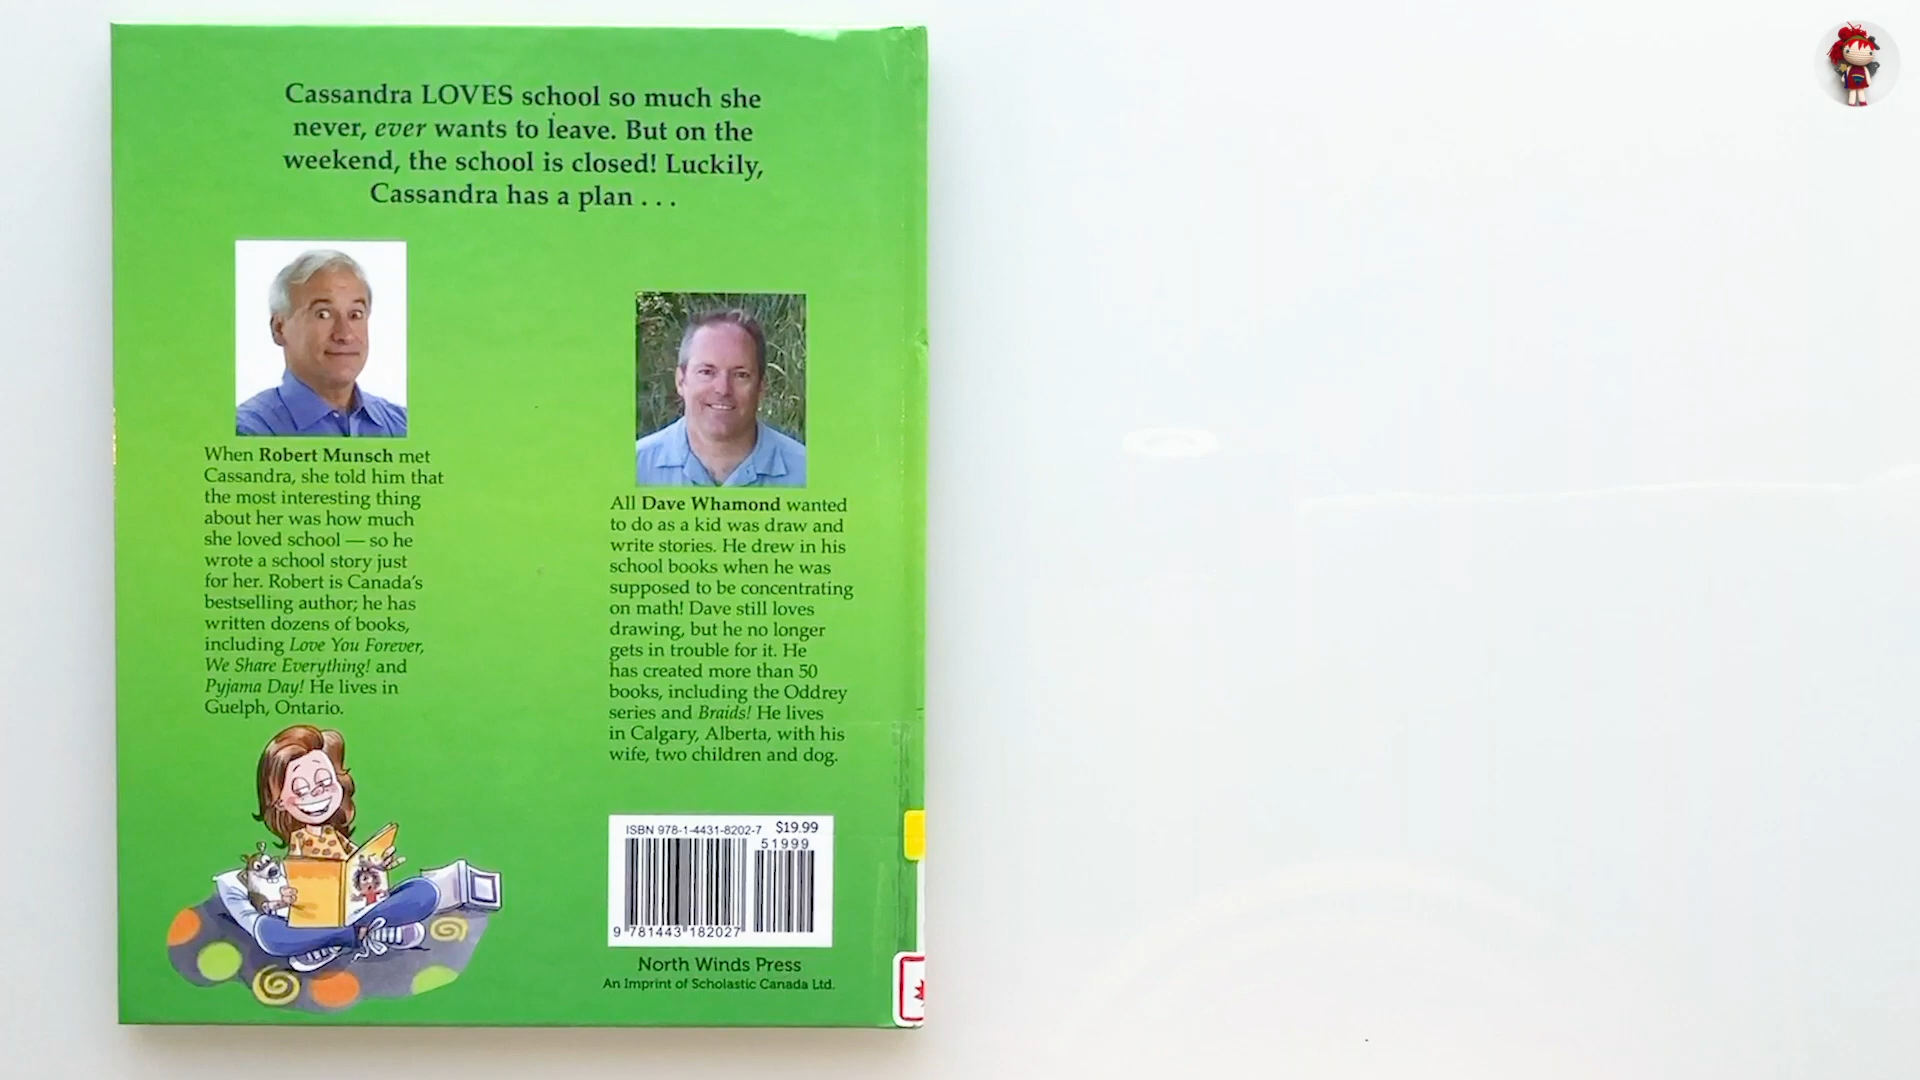 Cassandra LOVES school so much she
never, ever wants to leave. But on the
weekend, the school is closed! Luckily,
Cassandra has a plan . . .
When Robert Munsch met
Cassandra, she told him that
the most interesting thing
about her was how much
she loved school — so he
wrote a school story just
for her. Robert is Canada's
bestselling author; he has
written dozens of books,
including Love You Forever,
We Share Everything! and
Pyjama Day! He lives in
Guelph, Ontario.
All Dave Whamond wanted
to do as a kid was draw and
write stories. He drew in his
school books when he was
supposed to be concentrating
on math! Dave still loves
drawing, but he no longer
gets in trouble for it. He
has created more than 50
books, including the Oddrey
series and Braids! He lives
in Calgary, Alberta, with his
wife, two children and dog.
ISBN 978-1-4431-8202-7 $19.99
51999
9 781443 182027
North Winds Press
An Imprint of Scholastic Canada Ltd.